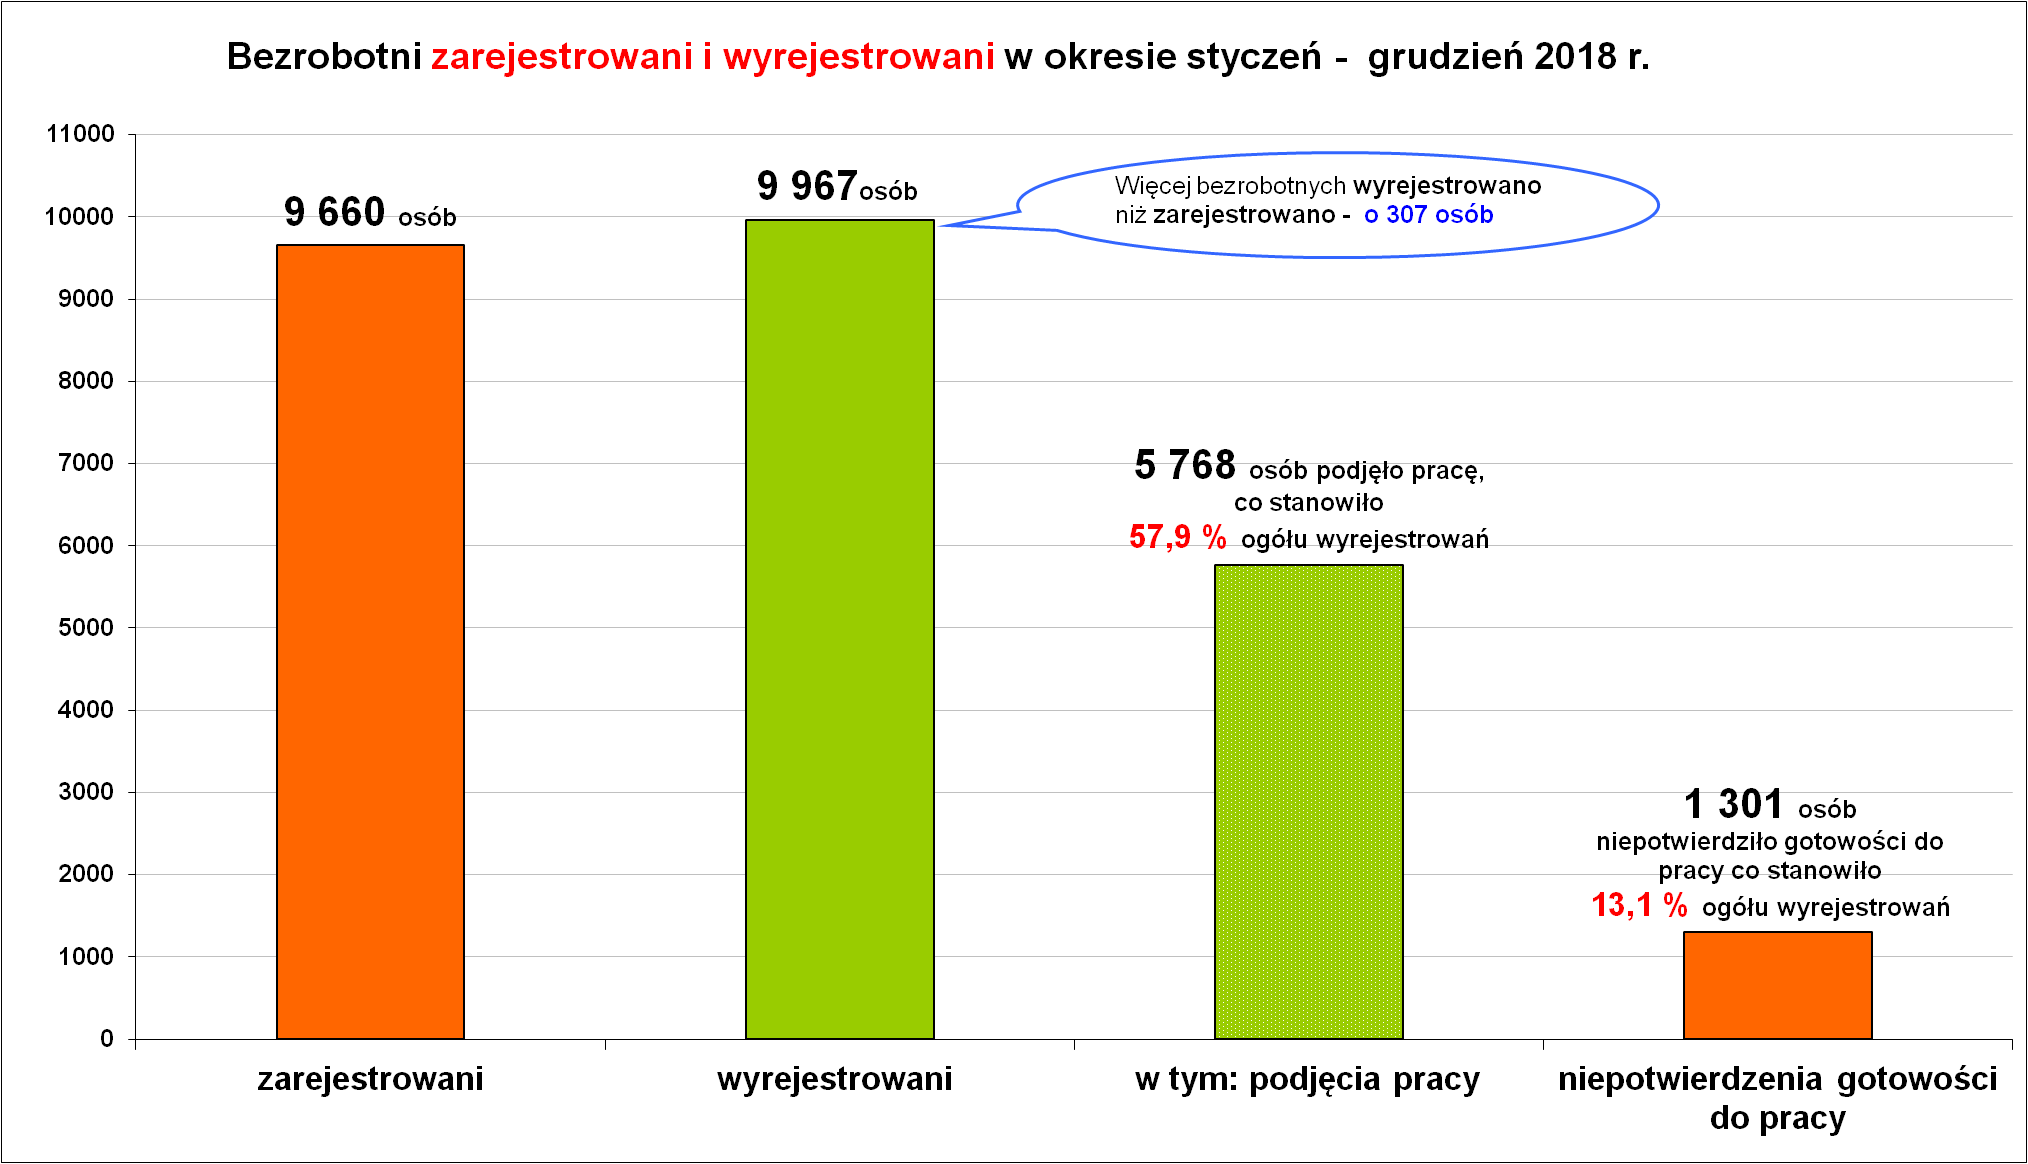 Bezrobotni zarejestrowani i wyrejestrowani w okresie styczeń - grudzień 2018 r.
11000
10000
9000
8000
7000
6000
5000
4000
3000
2000
1000
0
9 660 osób
9 967 osób
Więcej bezrobotnych wyrejestrowano
niż zarejestrowano - o 307 osób
5 768 osób podjęło pracę,
co stanowiło
57,9 % ogółu wyrejestrowań
1 301 osób
niepotwierdziło gotowości do
pracy co stanowiło
13,1 % ogółu wyrejestrowań
zarejestrowani
wyrejestrowani
w tym: podjęcia pracy
niepotwierdzenia gotowości
do pracy